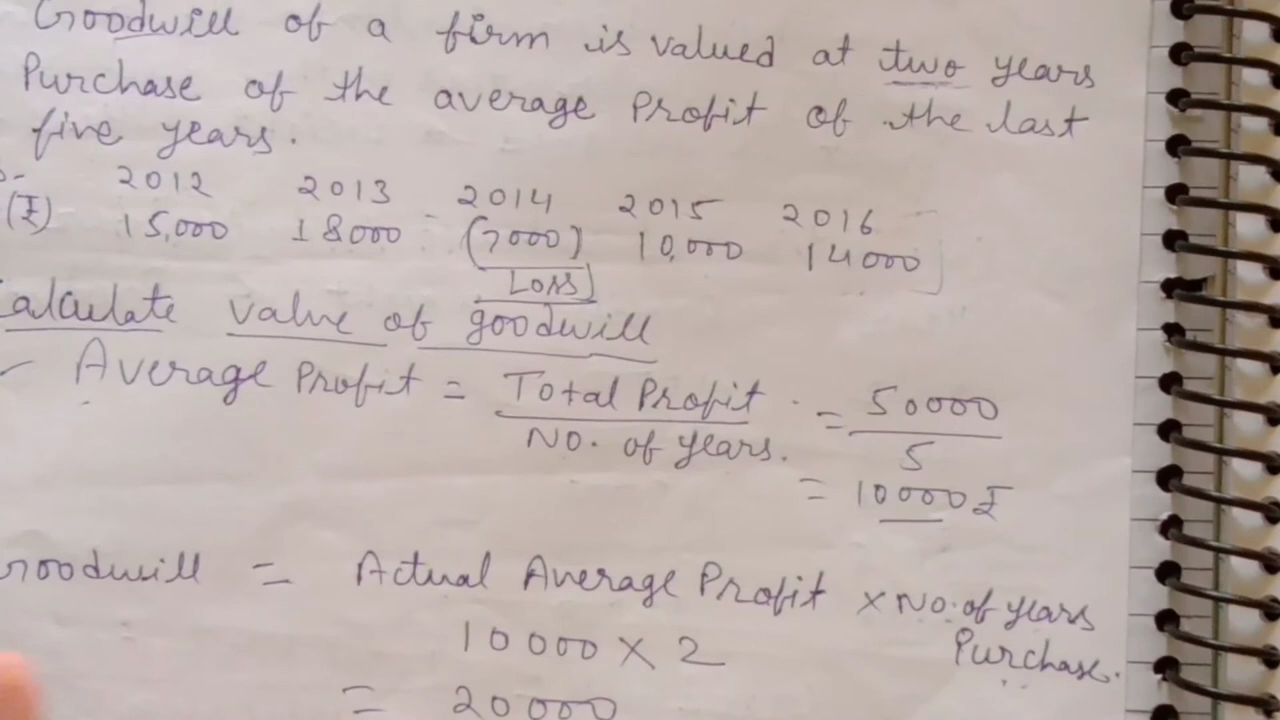 Goodwill of a firm is valued at two years
Purchase of the average Profit of the last
five years.
2012 2013 2014 2015 2016
(₹) 15,000 18000 (7000) 10,000 14000
Loss
Calculate value of goodwill
Average Profit = Total Profit / No. of years. = 50000 / 5
= 10000 ₹
Goodwill = Actual Average Profit × No. of years
Purchase.
10000 × 2
= 20000